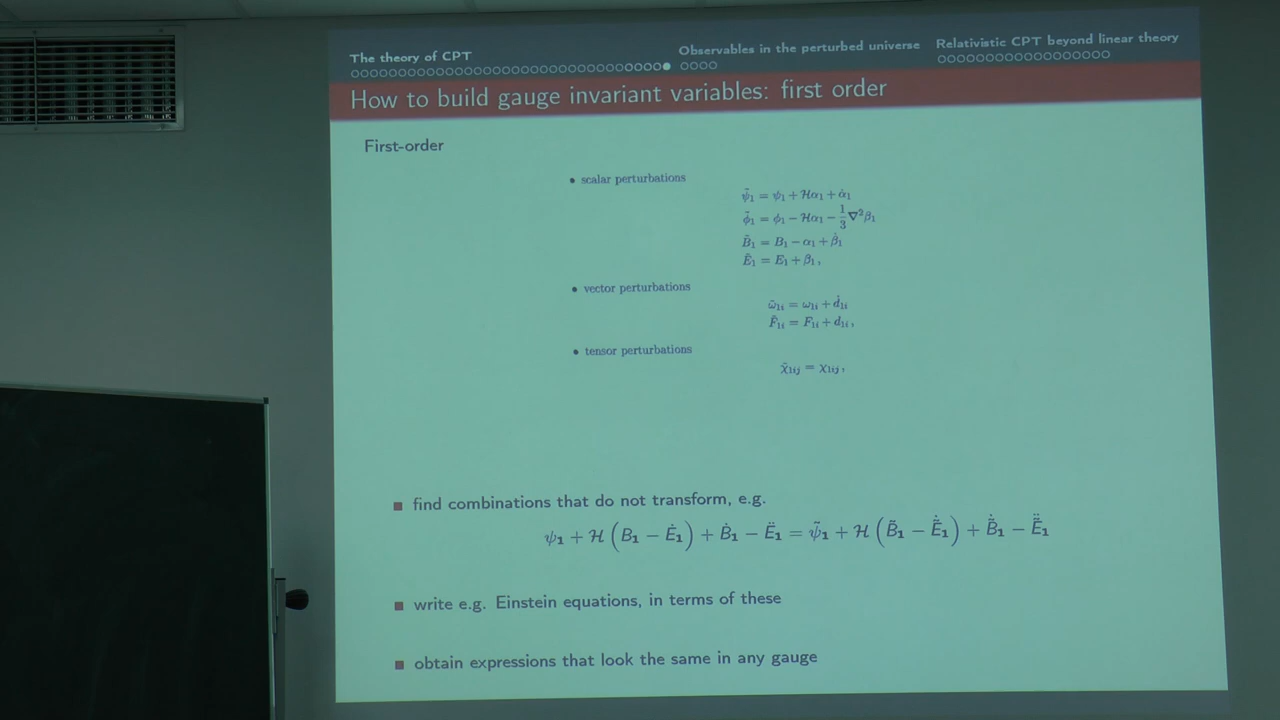 The theory of CPT
Observables in the perturbed universe
Relativistic CPT beyond linear theory
How to build gauge invariant variables: first order
First-order
• scalar perturbations
ψ̃₁ = ψ₁ + ℋα₁ + α̇₁
ϕ̃₁ = ϕ₁ − ℋα₁ − 1/3 ∇²β₁
B̃₁ = B₁ − α₁ + β̇₁
Ẽ₁ = E₁ + β₁,
• vector perturbations
ω̃₁ᵢ = ω₁ᵢ + ḋ₁ᵢ
F̃₁ᵢ = F₁ᵢ + d₁ᵢ,
• tensor perturbations
χ̃₁ᵢⱼ = χ₁ᵢⱼ,
■ find combinations that do not transform, e.g.
ψ₁ + ℋ (B₁ − Ė₁) + Ḃ₁ − Ë₁ = ψ̃₁ + ℋ (B̃₁ − Ẽ̇₁) + B̃̇₁ − Ẽ̈₁
■ write e.g. Einstein equations, in terms of these
■ obtain expressions that look the same in any gauge